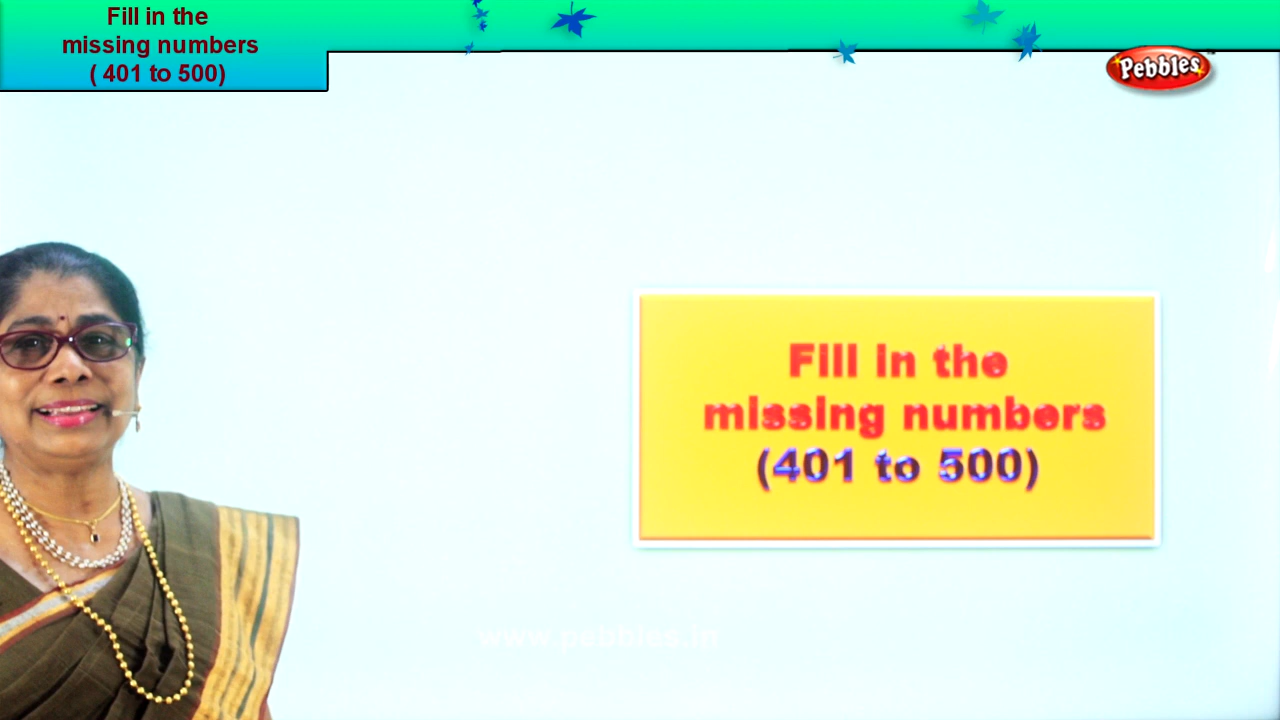 Fill in the
missing numbers
( 401 to 500)
Pebbles
Fill in the
missing numbers
(401 to 500)
www.pebbles.in